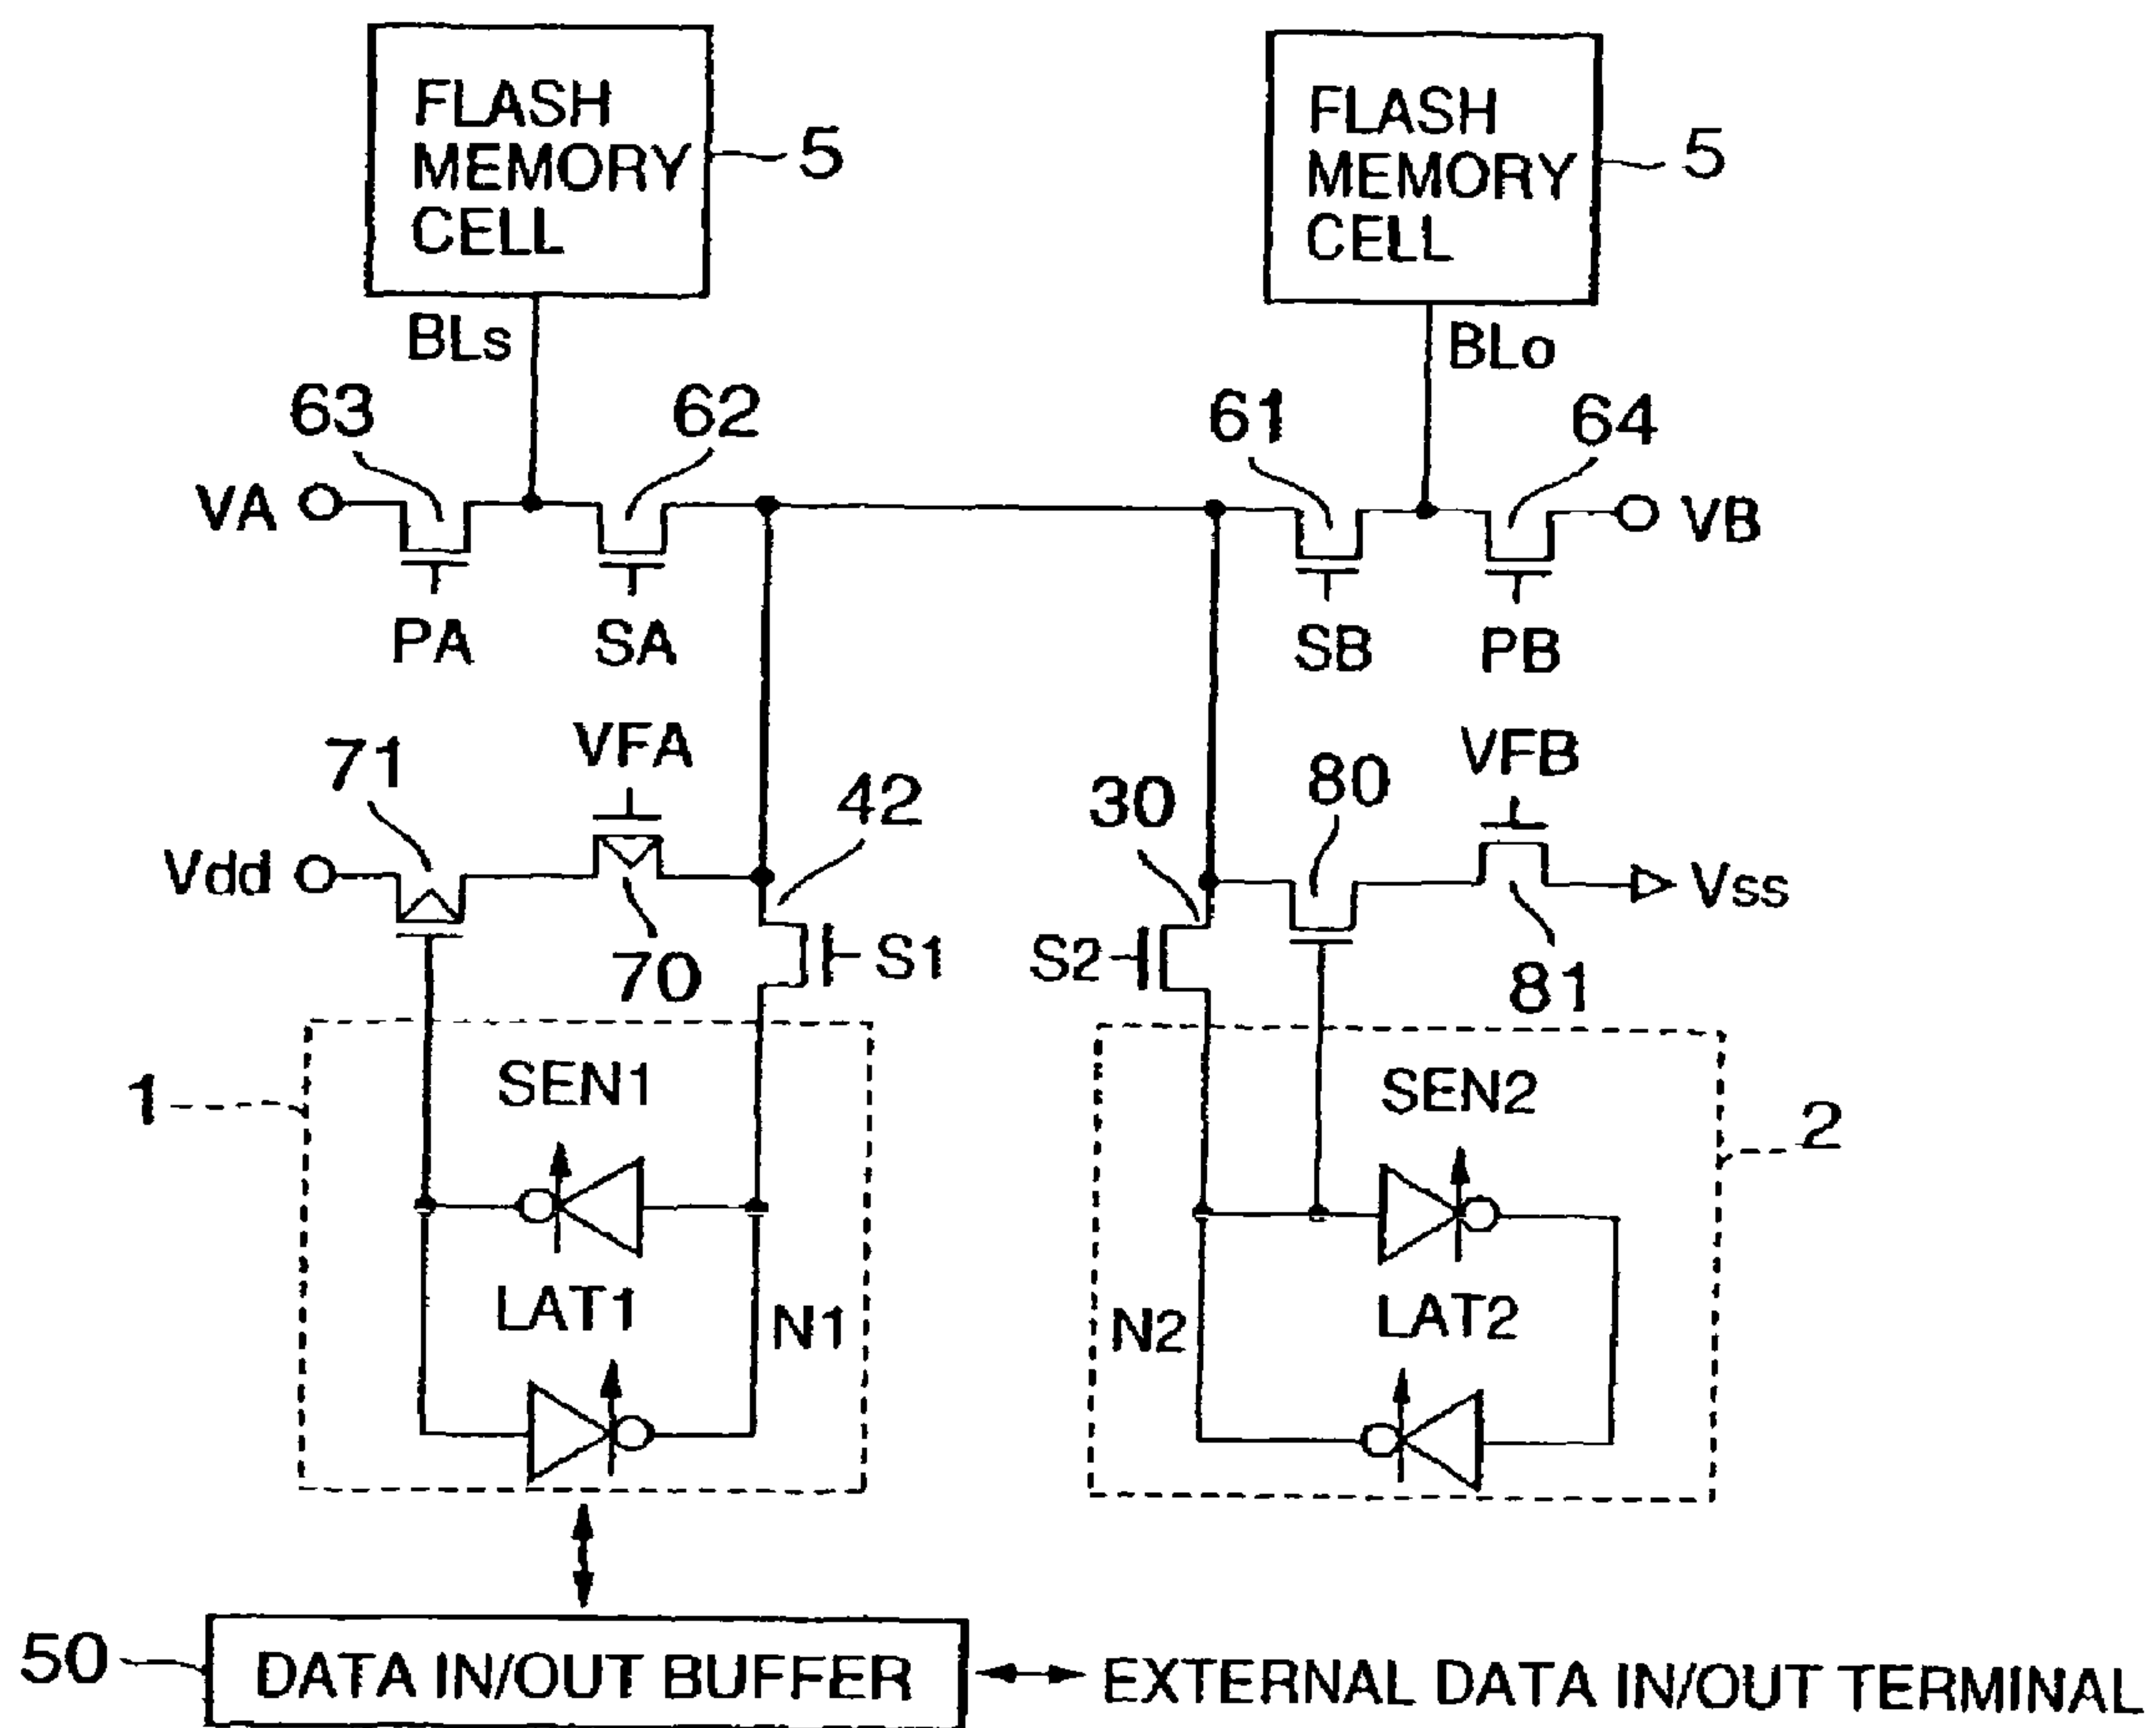 FLASH
MEMORY
CELL
5
FLASH
MEMORY
CELL
5
BLs
BLo
63
62
61
64
VA
VB
PA
SA
SB
PB
71
VFA
42
30
80
VFB
Vdd
Vss
70
S1
S2
81
1
SEN1
SEN2
2
LAT1
N1
N2
LAT2
50
DATA IN/OUT BUFFER
EXTERNAL DATA IN/OUT TERMINAL